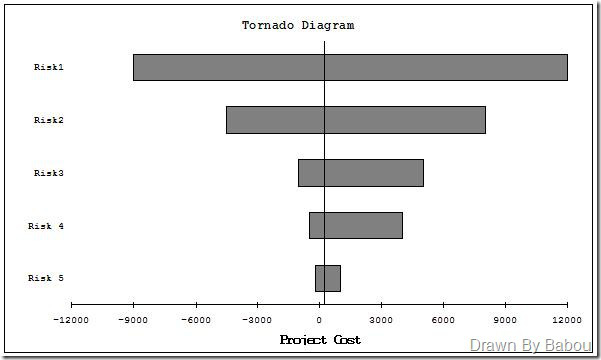 Tornado Diagram
Risk1
Risk2
Risk3
Risk 4
Risk 5
-12000 -9000 -6000 -3000 0 3000 6000 9000 12000
Project Cost
Drawn By Babou